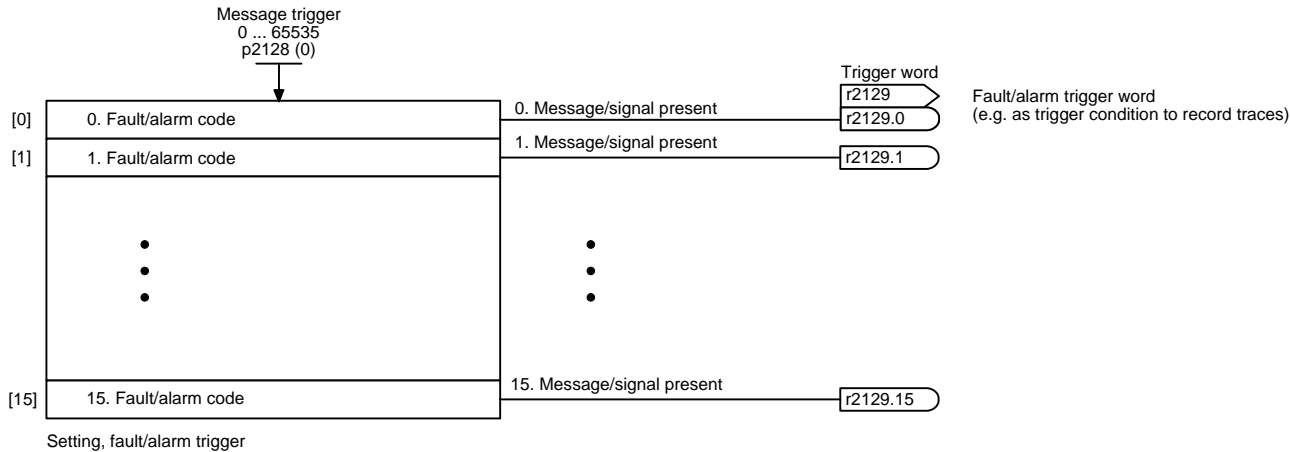 Message trigger
0 ... 65535
p2128 (0)
Trigger word
r2129
Fault/alarm trigger word
[0]
0. Fault/alarm code
0. Message/signal present
r2129.0
(e.g. as trigger condition to record traces)
[1]
1. Fault/alarm code
1. Message/signal present
r2129.1
[15]
15. Fault/alarm code
15. Message/signal present
r2129.15
Setting, fault/alarm trigger